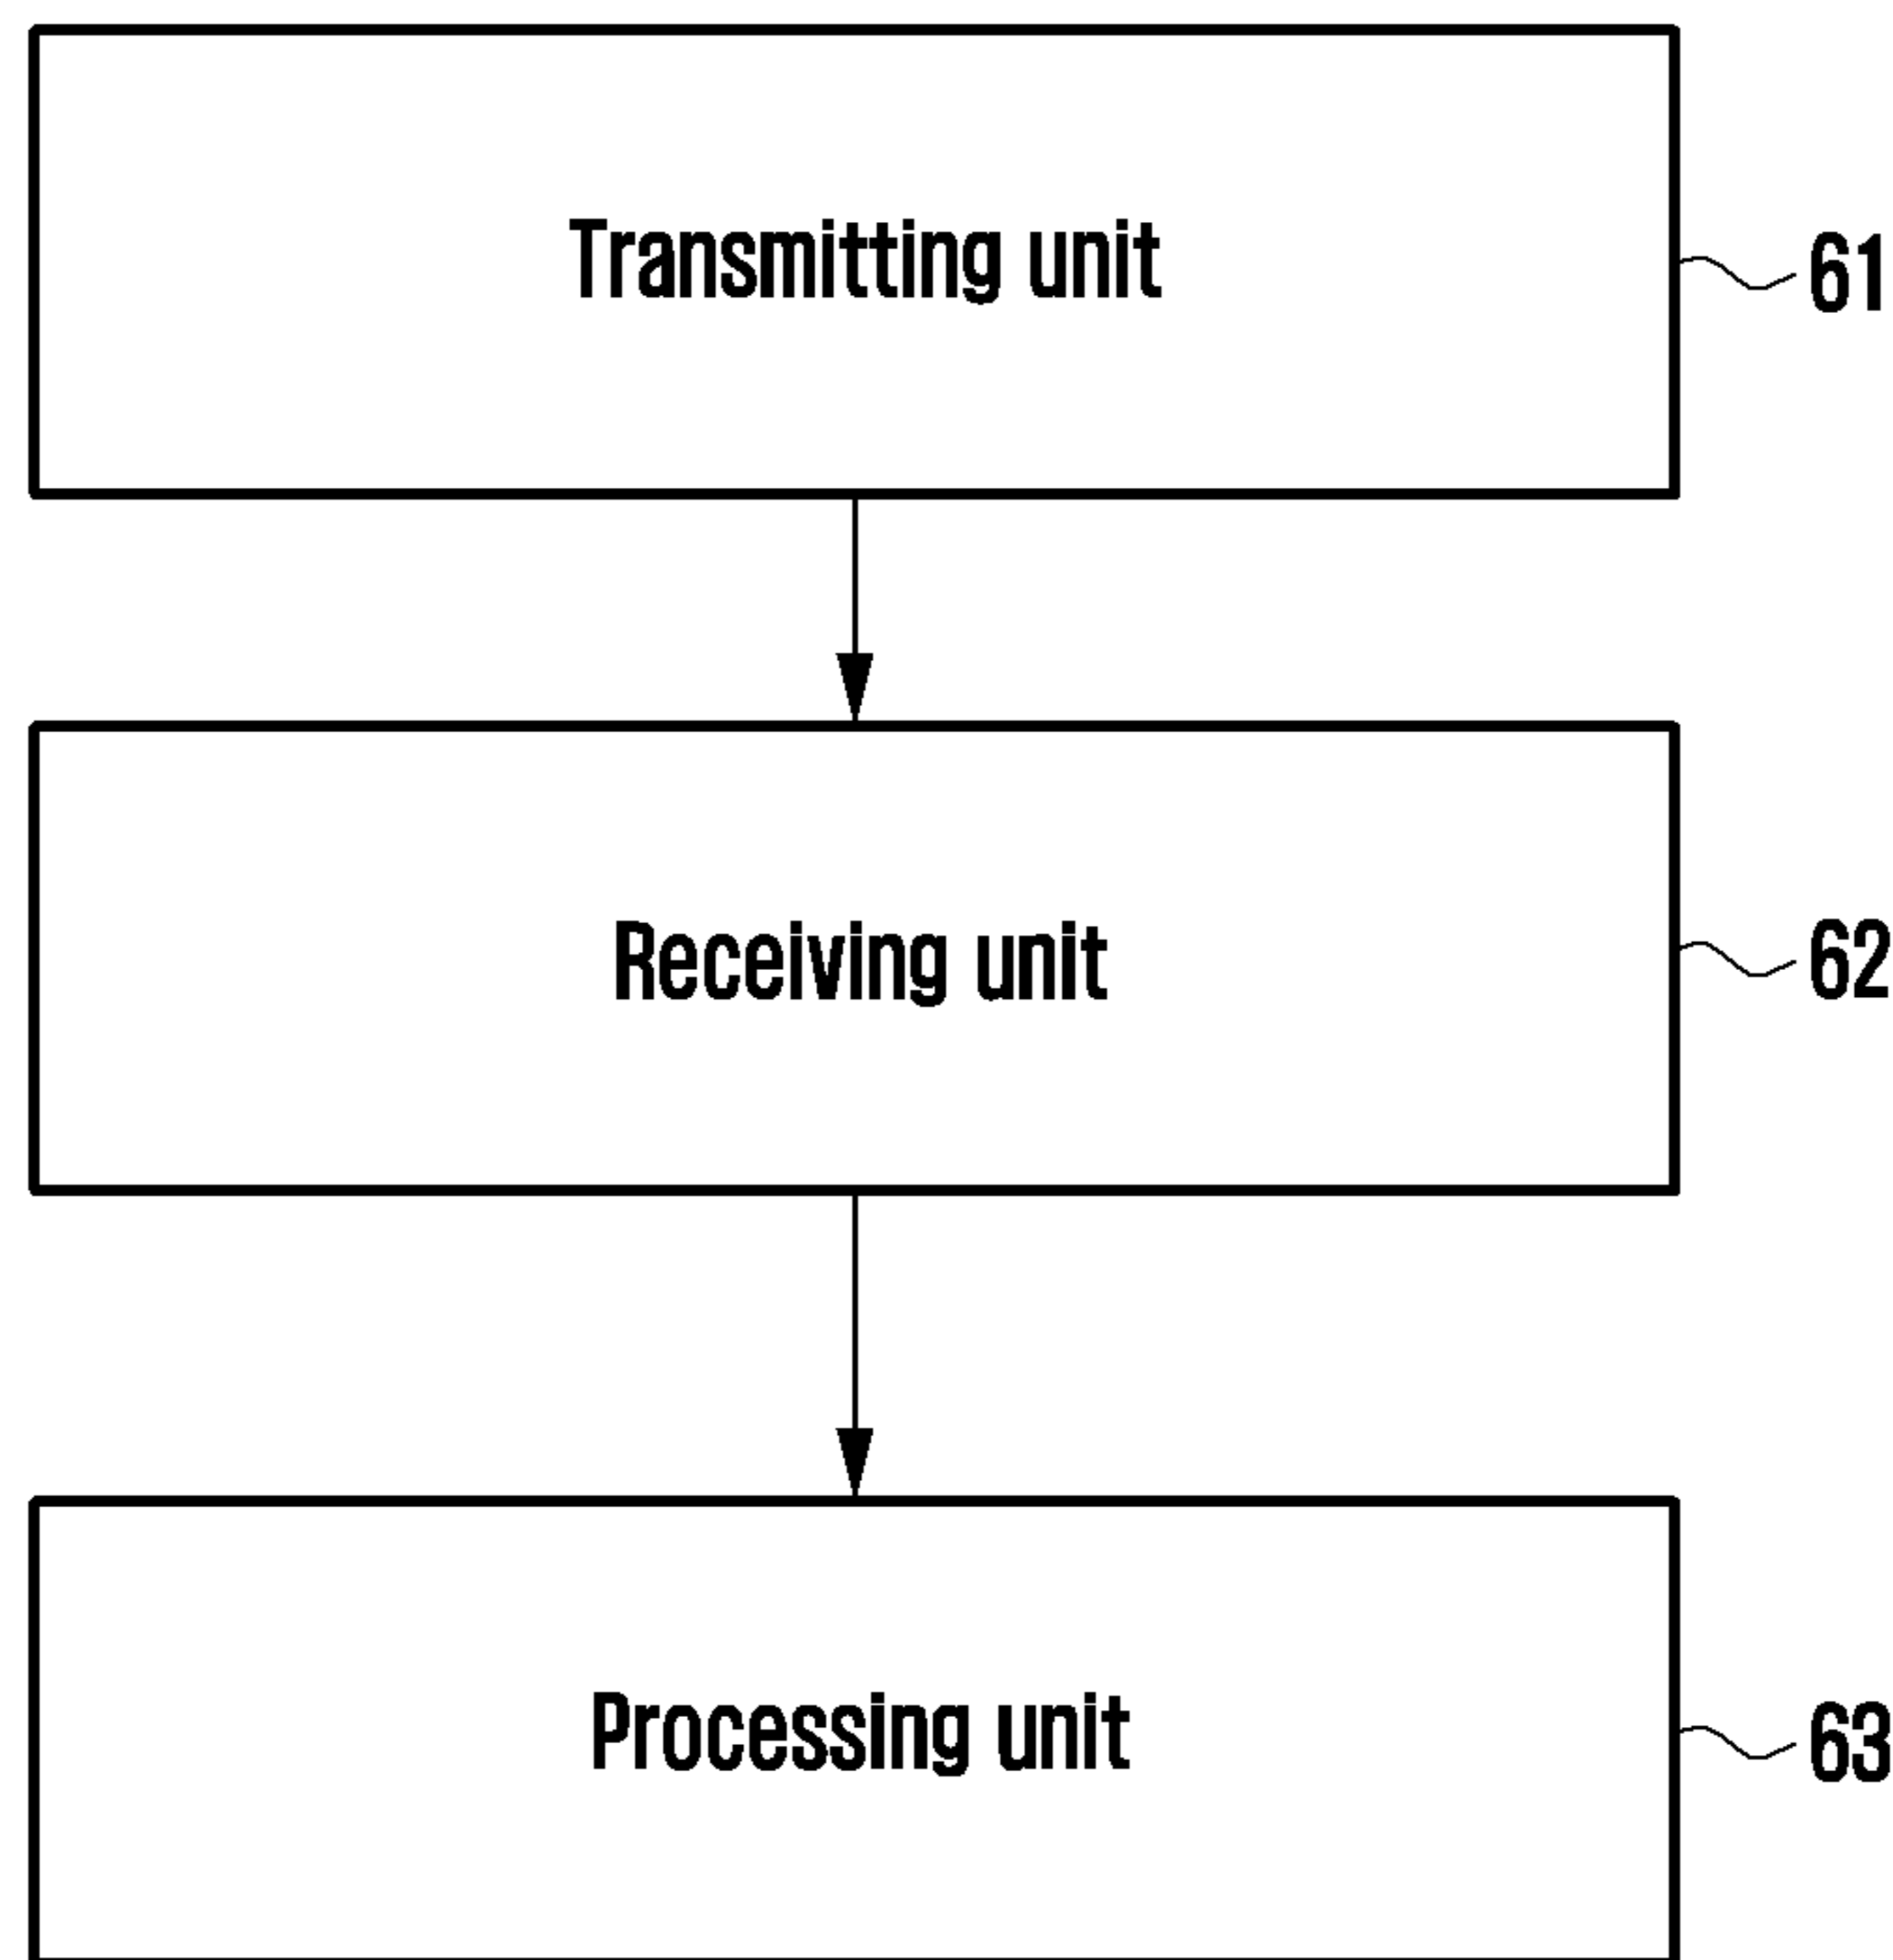 Transmitting unit
61
Receiving unit
62
Processing unit
63